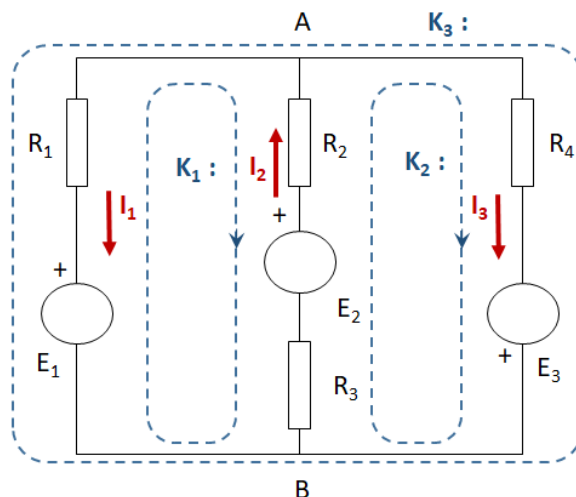 A
K₃ :
R₁
K₁ :
I₂
R₂
K₂ :
R₄
I₁
I₃
+
+
E₁
E₂
+
E₃
R₃
B